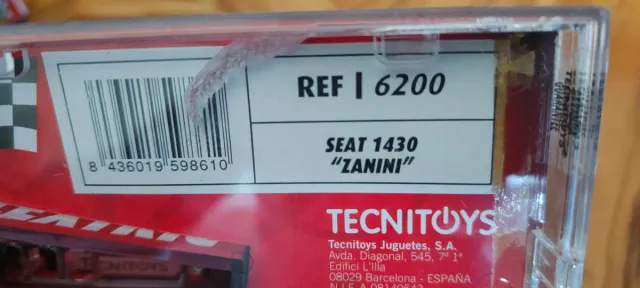 REF | 6200
8 436019 598610
SEAT 1430
"ZANINI"
TECNITOYS
Tecnitoys Juguetes, S.A.
Avda. Diagonal, 545, 7º 1ª
Edifici L'Illa
08029 Barcelona - ESPAÑA
TECNITOYS